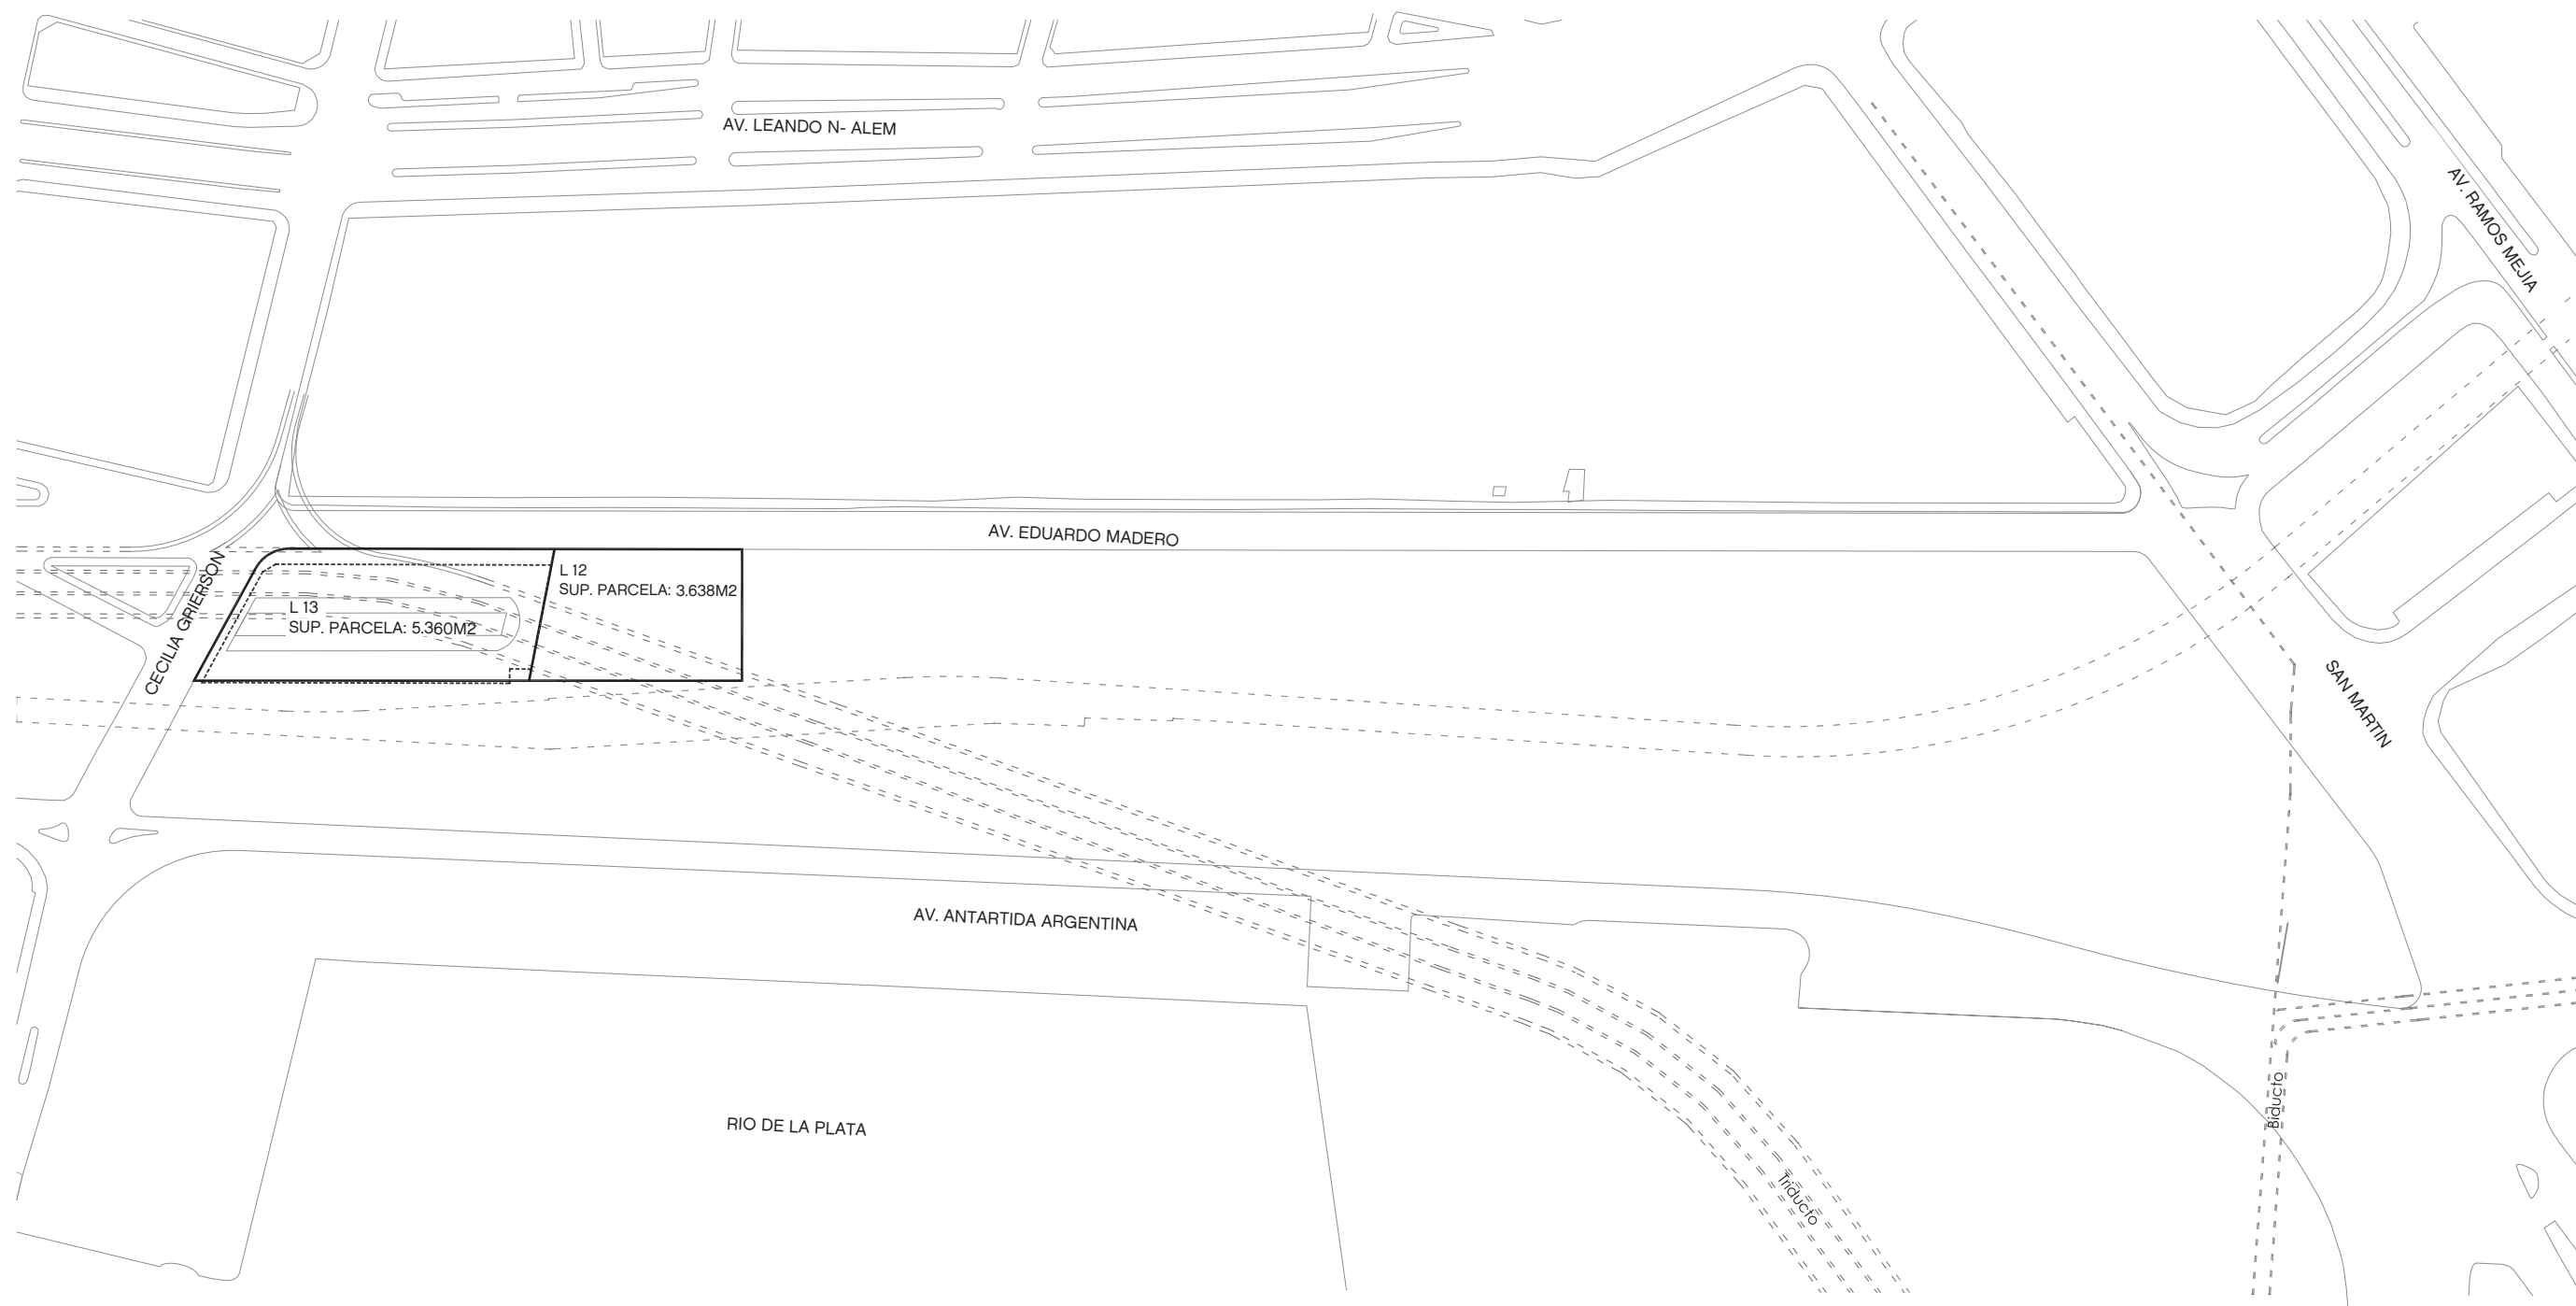 AV. LEANDO N- ALEM
AV. RAMOS MEJIA
AV. EDUARDO MADERO
CECILIA GRIERSON
L 12
SUP. PARCELA: 3.638M2
L 13
SUP. PARCELA: 5.360M2
SAN MARTIN
AV. ANTARTIDA ARGENTINA
RIO DE LA PLATA
Biducto
Triducto